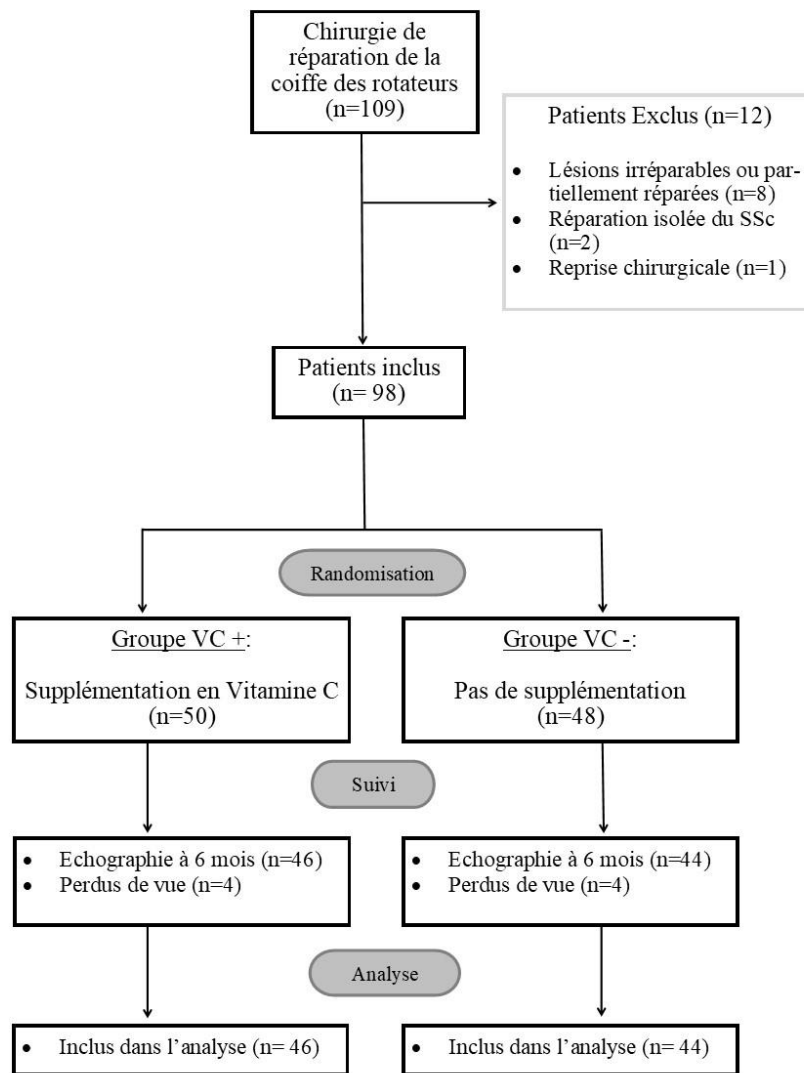 Chirurgie de
réparation de la
coiffe des rotateurs
(n=109)
Patients Exclus (n=12)
• Lésions irréparables ou par-
tiellement réparées (n=8)
• Réparation isolée du SSc
(n=2)
• Reprise chirurgicale (n=1)
Patients inclus
(n= 98)
Randomisation
Groupe VC +:
Supplémentation en Vitamine C
(n=50)
Groupe VC -:
Pas de supplémentation
(n=48)
Suivi
• Echographie à 6 mois (n=46)
• Perdus de vue (n=4)
• Echographie à 6 mois (n=44)
• Perdus de vue (n=4)
Analyse
• Inclus dans l’analyse (n= 46)
• Inclus dans l’analyse (n= 44)